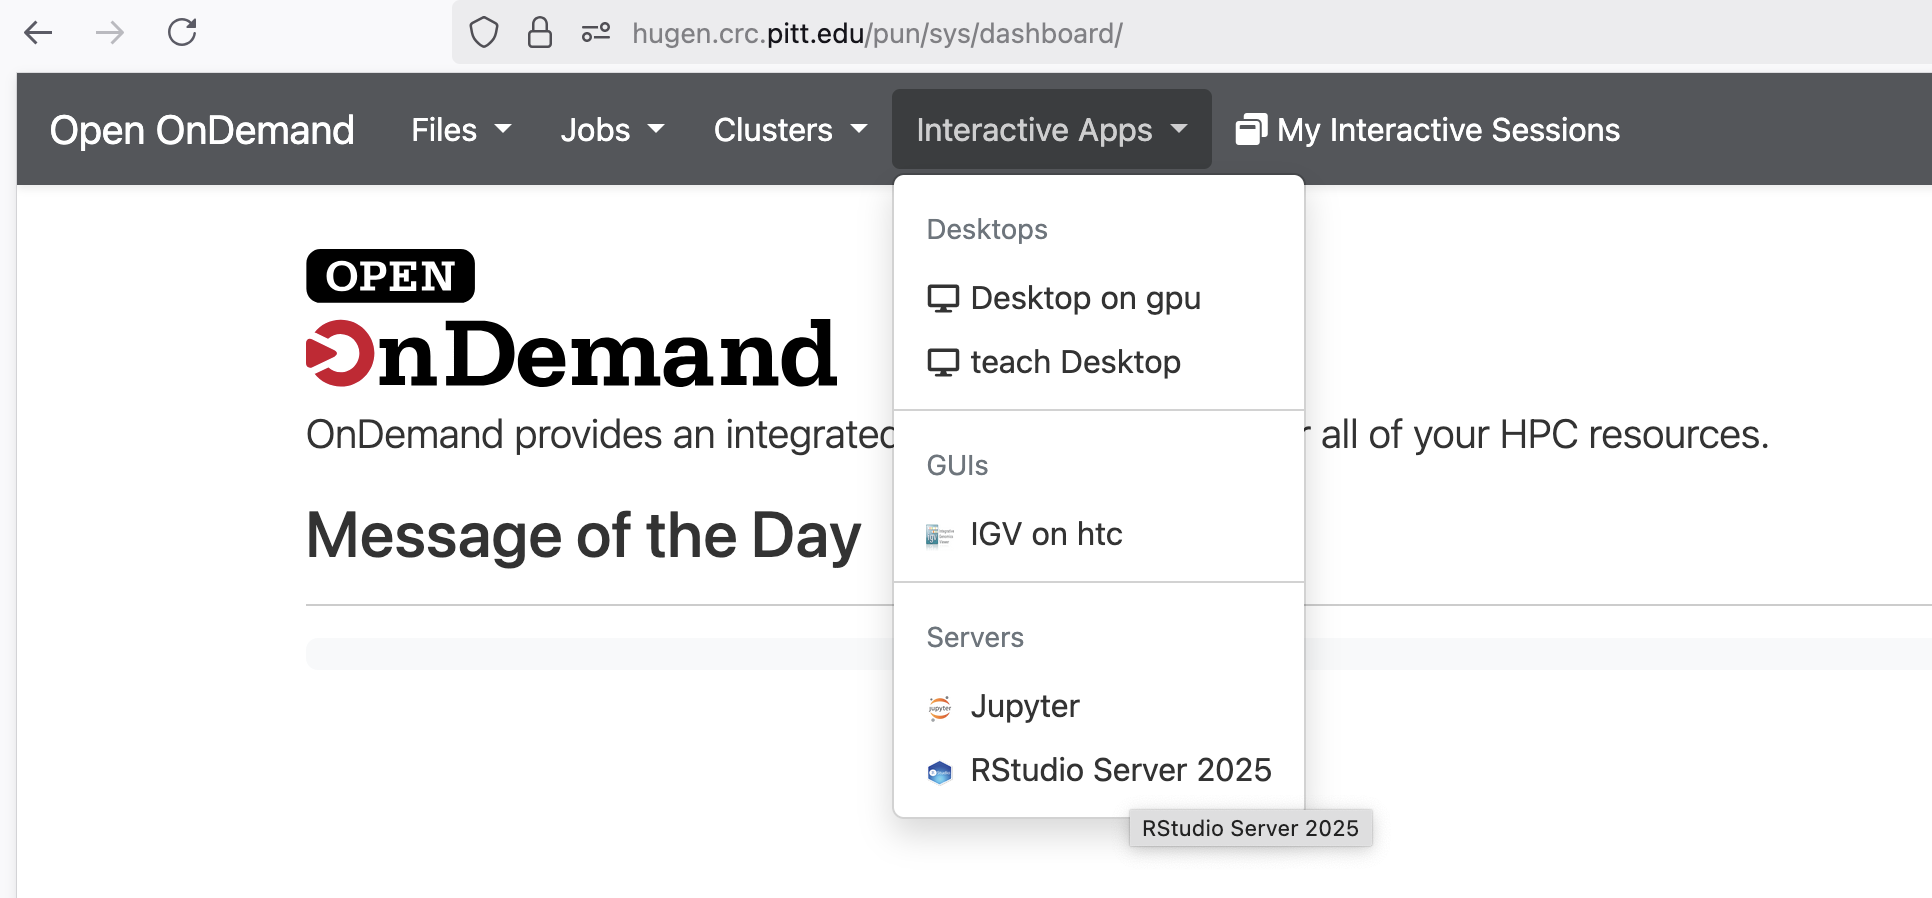 hugen.crc.pitt.edu/pun/sys/dashboard/
Open OnDemand Files Jobs Clusters Interactive Apps My Interactive Sessions
OPEN
OnDemand
OnDemand provides an integrated
all of your HPC resources.
Message of the Day
Desktops
Desktop on gpu
teach Desktop
GUIs
IGV on htc
Servers
Jupyter
RStudio Server 2025
RStudio Server 2025